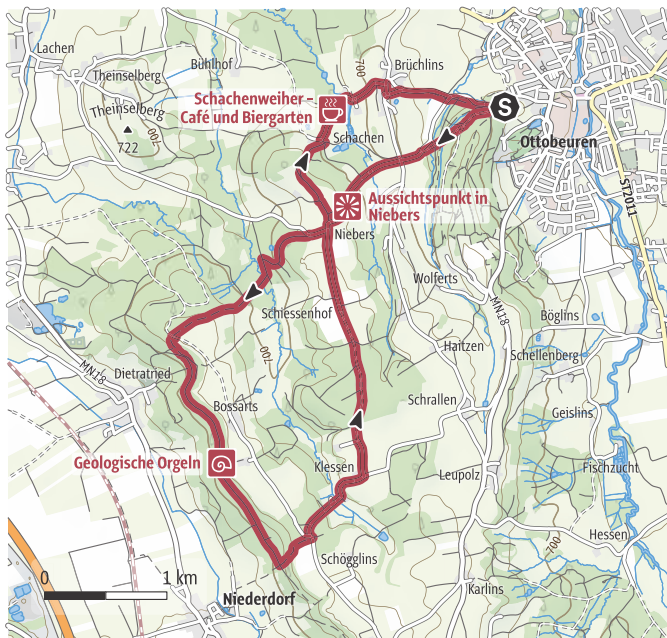 Lachen
Theinselberg
Bühlhof
700
Brüchlins
Theinselberg
700
722
Schachenweiher –
Café und Biergarten
S
Schachen
Ottobeuren
ST2011
Aussichtspunkt in
Niebers
Niebers
Wolferts
MN18
Schiessenhof
Böglins
700
Haitzen
Schellenberg
MN18
Dietratried
Bossarts
Schrallen
Geislins
Geologische Orgeln
Klessen
Leupolz
Fischzucht
Hessen
700
Schögglins
0
1 km
Karlins
Niederdorf